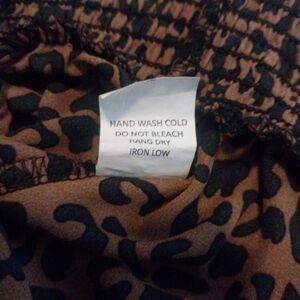 HAND WASH COLD
DO NOT BLEACH
HANG DRY
IRON LOW